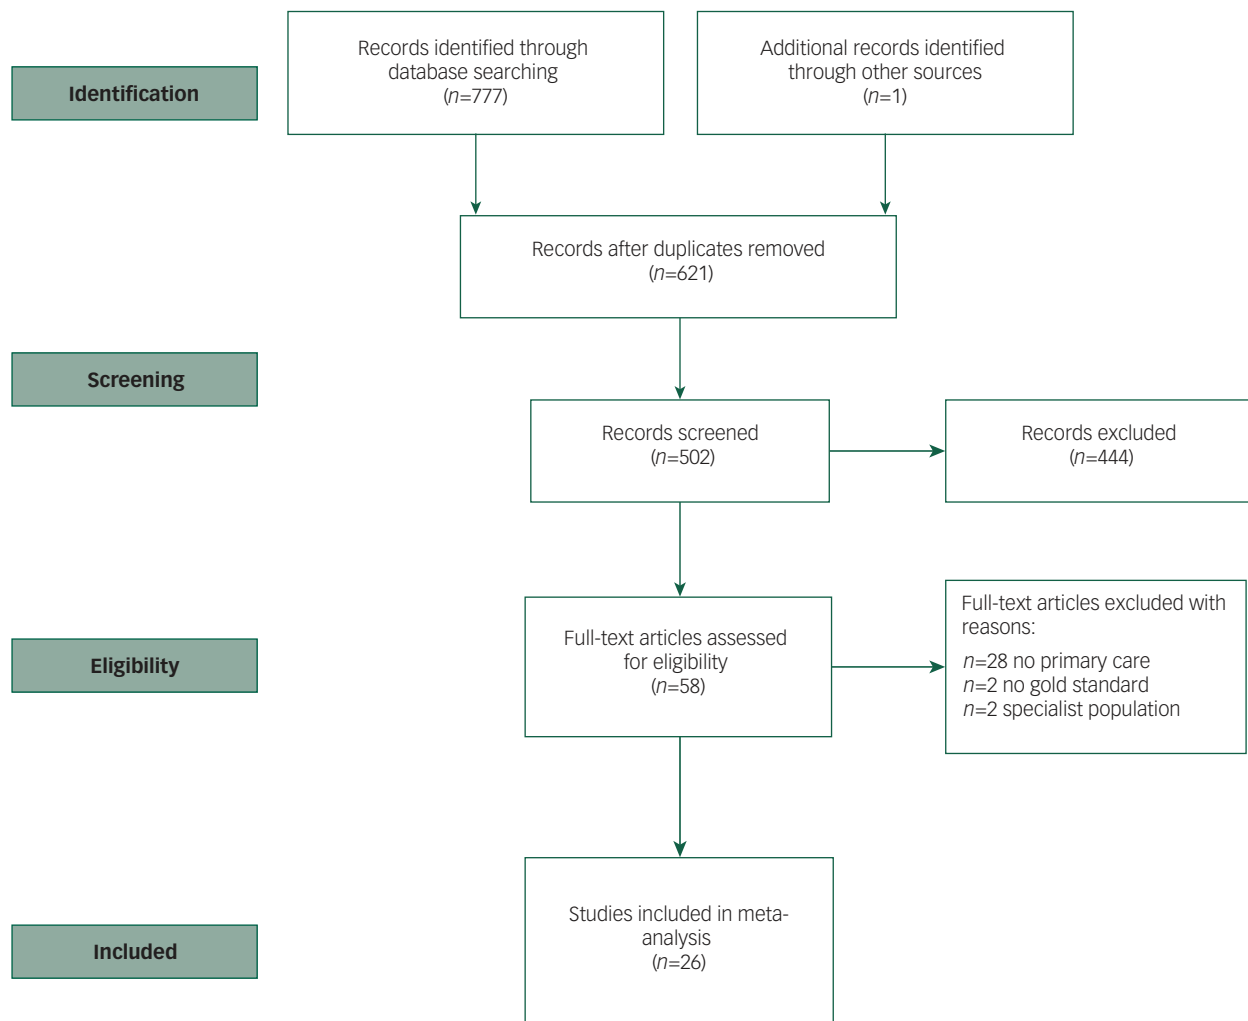 Identification
Records identified through
database searching
(n=777)
Additional records identified
through other sources
(n=1)
Records after duplicates removed
(n=621)
Screening
Records screened
(n=502)
Records excluded
(n=444)
Eligibility
Full-text articles assessed
for eligibility
(n=58)
Full-text articles excluded with
reasons:
n=28 no primary care
n=2 no gold standard
n=2 specialist population
Included
Studies included in meta-
analysis
(n=26)